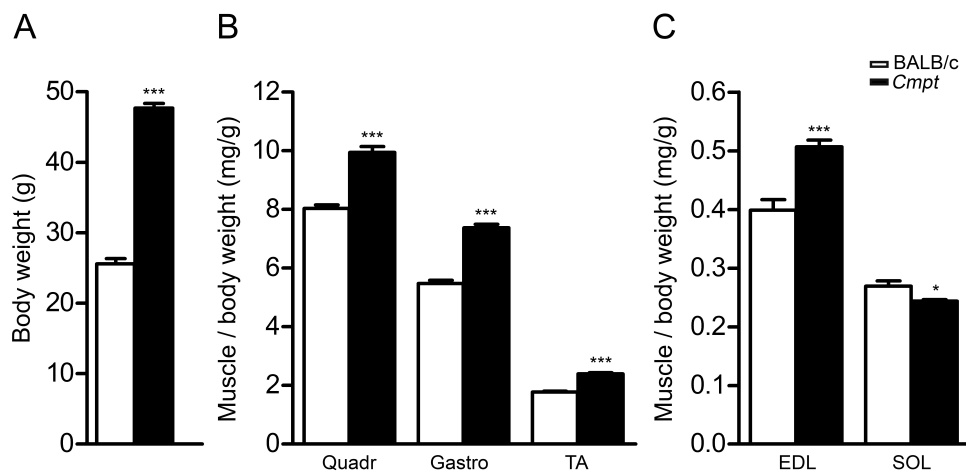 A
Body weight (g)
50
40
30
20
10
0
***
B
Muscle / body weight (mg/g)
12
10
8
6
4
2
0
***
***
***
Quadr Gastro TA
C
BALB/c
Cmpt
Muscle / body weight (mg/g)
0.6
0.5
0.4
0.3
0.2
0.1
0.0
***
*
EDL SOL